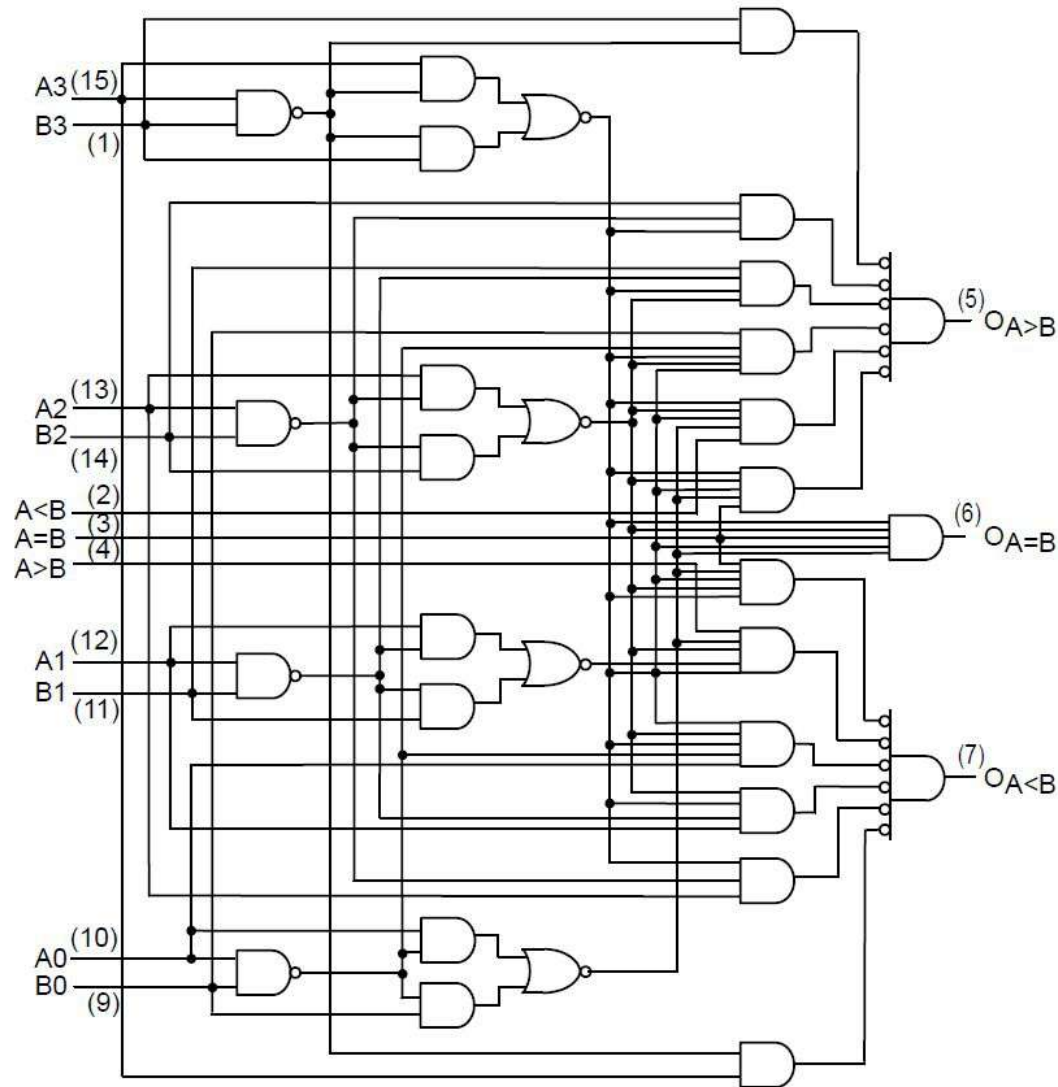 A3 (15)
B3
(1)
(13)
A2
B2
(14)
A<B (2)
A=B (3)
A>B (4)
(12)
A1
B1
(11)
(10)
A0
B0
(9)
(5) OA>B
(6) OA=B
(7) OA<B